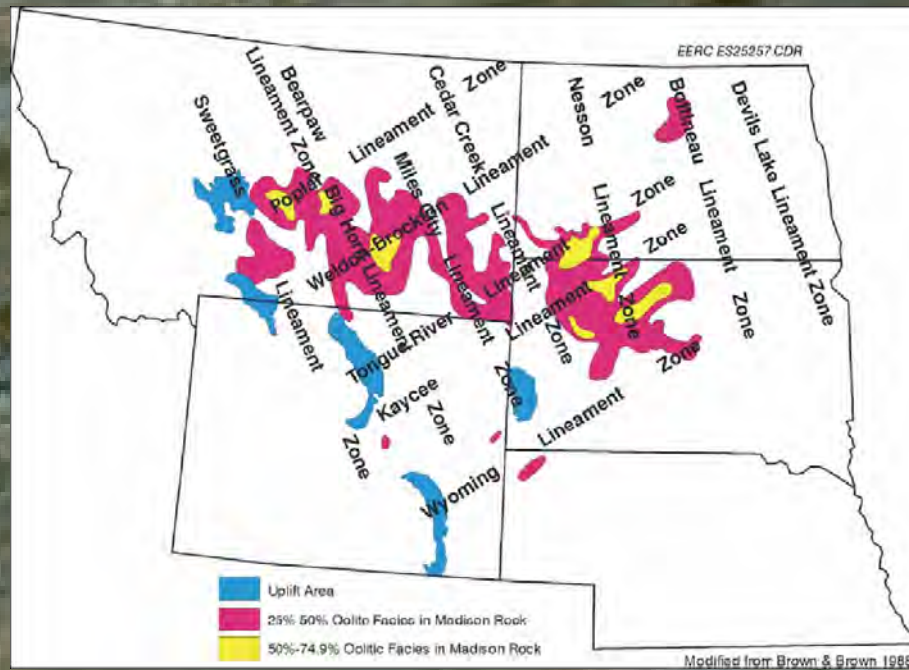 EERC ES25257.CDR
Sweetgrass
Lineament
Zone
Bearpaw
Lineament Zone
Poplar
Lineament
Zone
Big Horn Lineament
Zone
Miles City
Lineament
Zone
Cedar Creek
Lineament
Zone
Weldon-Brockton
Lineament
Zone
Nesson
Lineament
Zone
Bottineau
Lineament
Zone
Devils Lake Lineament Zone
Tongue River
Lineament
Zone
Kaycee
Lineament
Zone
Wyoming
Lineament
Zone
Uplift Area
25%-50% Oolite Facies in Madison Rock
50%-74.9% Oolitic Facies in Madison Rock
Modified from Brown & Brown 1988